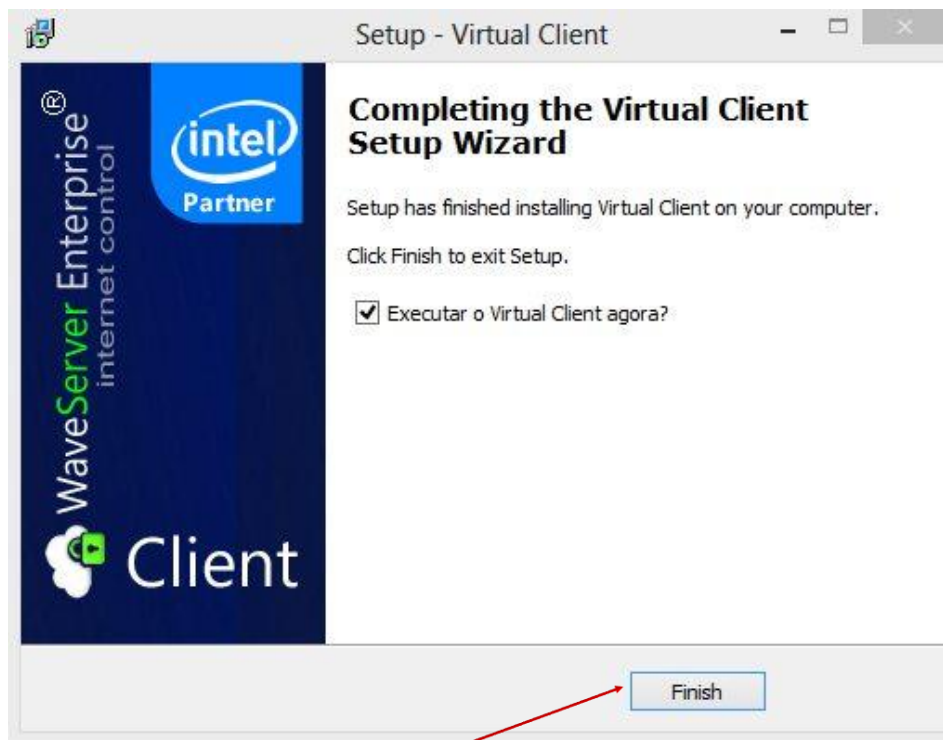 Setup - Virtual Client
WaveServer Enterprise®
internet control
intel
Partner
Client
Completing the Virtual Client
Setup Wizard
Setup has finished installing Virtual Client on your computer.
Click Finish to exit Setup.
Executar o Virtual Client agora?
Finish